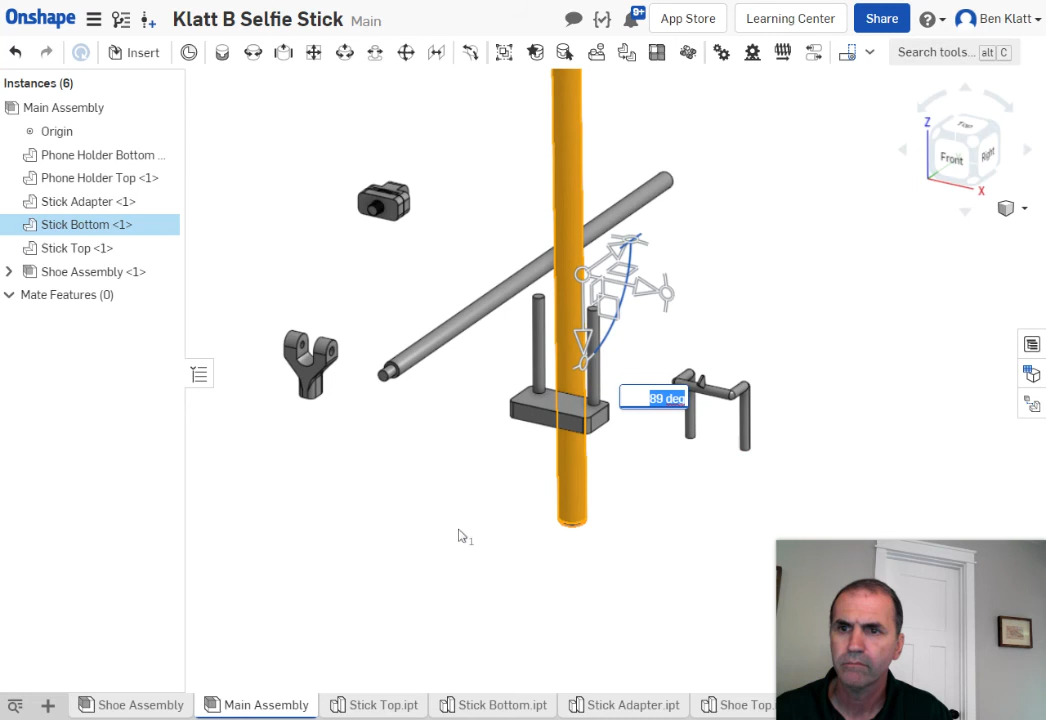 Onshape
Klatt B Selfie Stick Main
9+
App Store
Learning Center
Share
Ben Klatt
Insert
Search tools... alt C
Instances (6)
Main Assembly
Origin
Phone Holder Bottom ...
Phone Holder Top <1>
Stick Adapter <1>
Stick Bottom <1>
Stick Top <1>
Shoe Assembly <1>
Mate Features (0)
Z
Top
Front
Right
X
89 deg
1
Shoe Assembly
Main Assembly
Stick Top.ipt
Stick Bottom.ipt
Stick Adapter.ipt
Shoe Top.